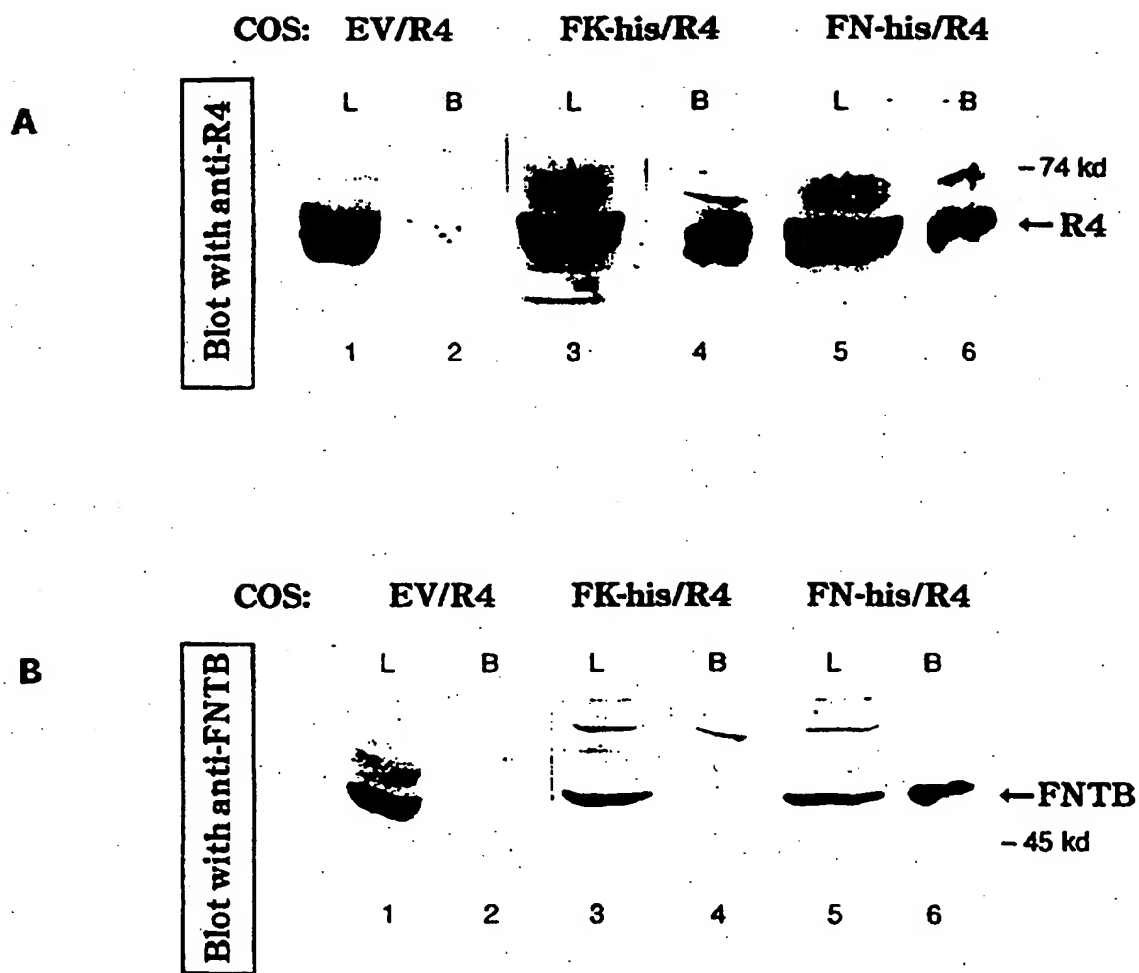 COS: EV/R4 FK-his/R4 FN-his/R4
A
Blot with anti-R4
L B L B L B
- 74 kd
←R4
1 2 3 4 5 6
COS: EV/R4 FK-his/R4 FN-his/R4
B
Blot with anti-FNTB
L B L B L B
←FNTB
- 45 kd
1 2 3 4 5 6